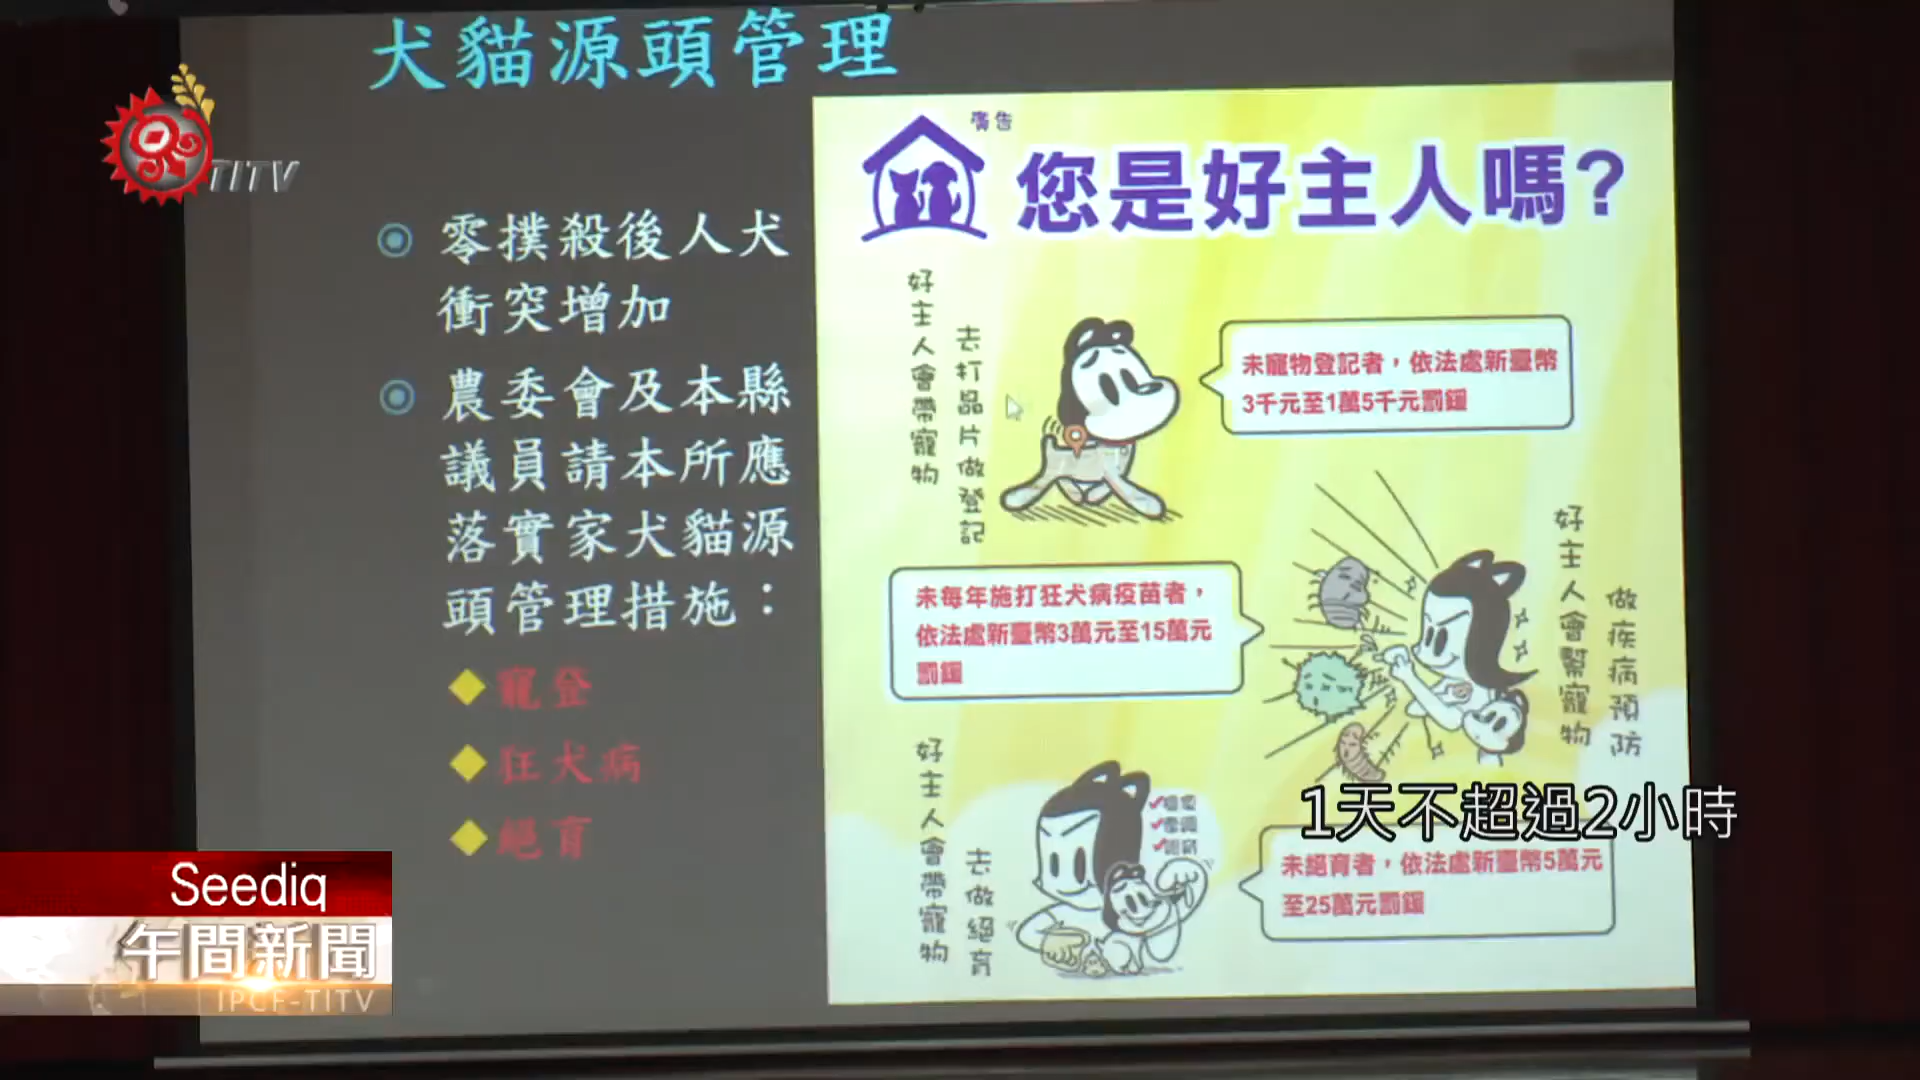 犬貓源頭管理
TITV
零撲殺後人犬
衝突增加
農委會及本縣
議員請本所應
落實家犬貓源
頭管理措施：
寵登
狂犬病
絕育
廣告
您是好主人嗎?
好主人會帶寵物
去打晶片做登記
未寵物登記者，依法處新臺幣
3千元至1萬5千元罰鍰
未每年施打狂犬病疫苗者，
依法處新臺幣3萬元至15萬元
罰鍰
好主人會幫寵物
做疾病預防
好主人會帶寵物
去做絕育
未絕育者，依法處新臺幣5萬元
至25萬元罰鍰
1天不超過2小時
Seediq
午間新聞
IPCF-TITV